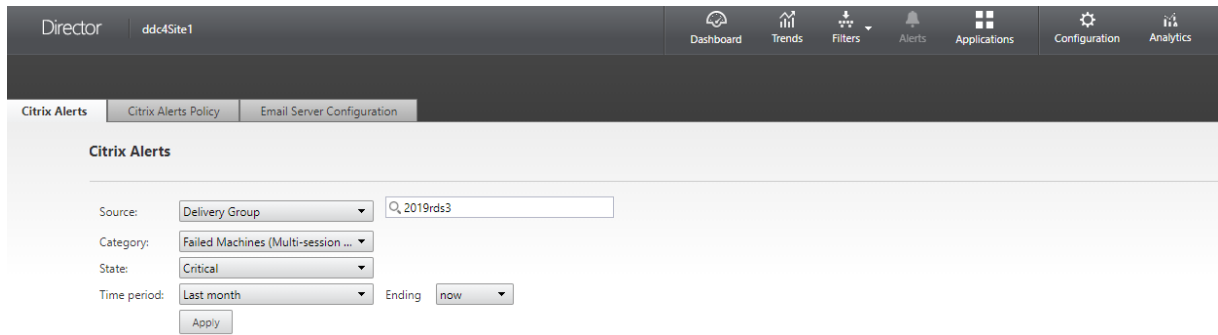 Director ddc4Site1 Dashboard Trends Filters Alerts Applications Configuration Analytics
Citrix Alerts Citrix Alerts Policy Email Server Configuration
Citrix Alerts
Source: Delivery Group 2019rds3
Category: Failed Machines (Multi-session ...
State: Critical
Time period: Last month Ending now
Apply